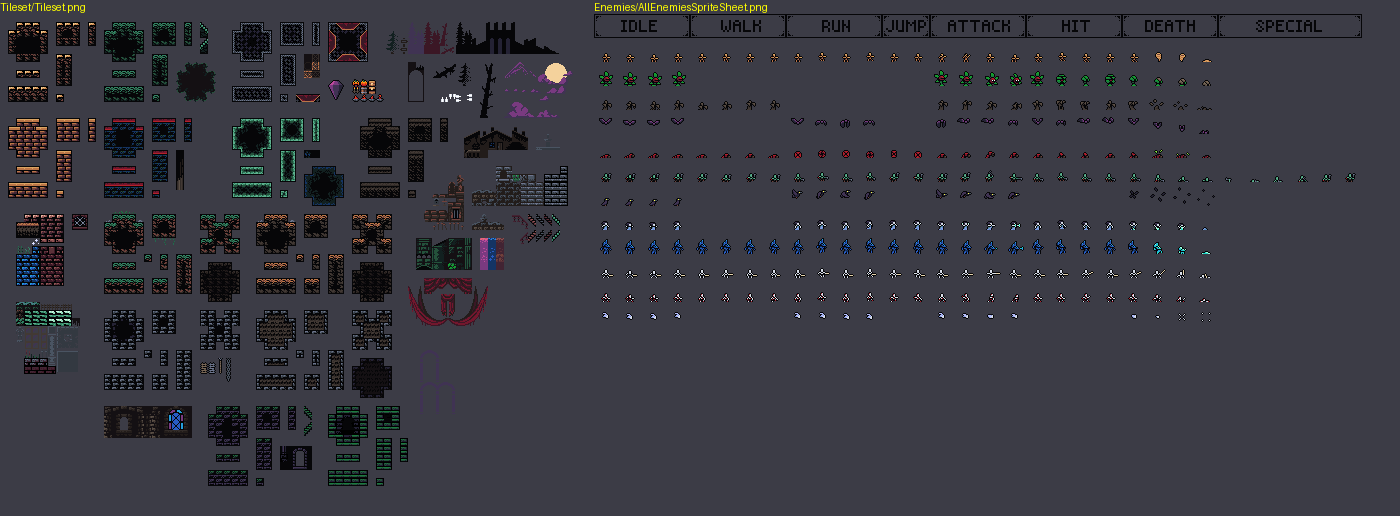 Tileset/Tileset.png
Enemies/AllEnemiesSpriteSheet.png
IDLE WALK RUN JUMP ATTACK HIT DEATH SPECIAL